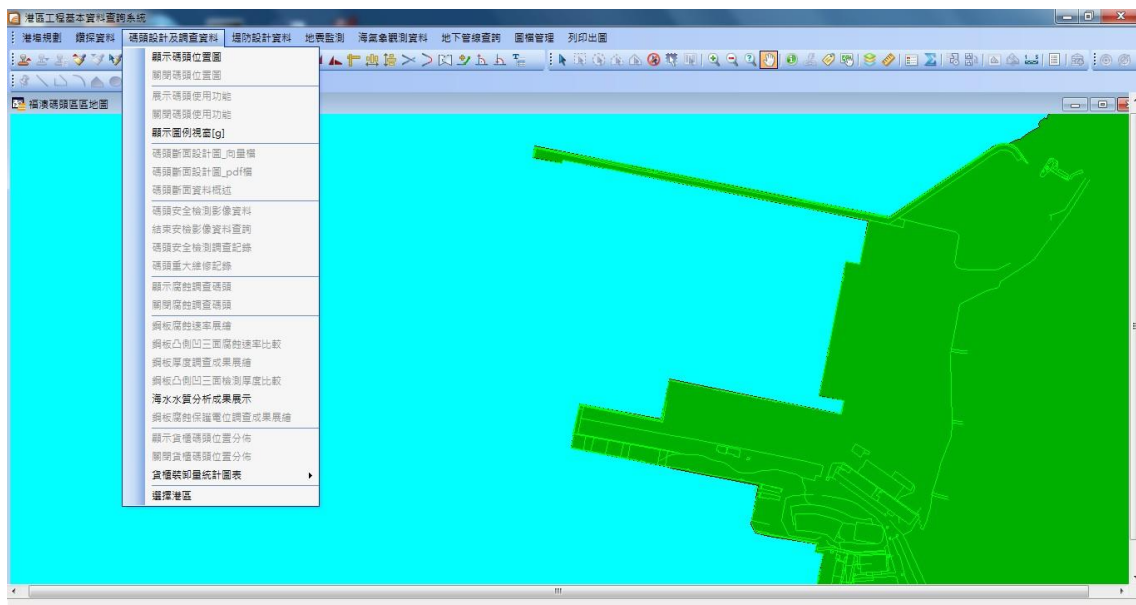 港區工程基本資料查詢系統
港埠規劃 鑽探資料 碼頭設計及調查資料 堤防設計資料 地震監測 海氣象觀測資料 地下管線查詢 圖檔管理 列印出圖
福澳碼頭區區地圖
顯示碼頭位置圖
關閉碼頭位置圖
展示碼頭使用功能
關閉碼頭使用功能
顯示圖例視窗[g]
碼頭斷面設計圖_向量檔
碼頭斷面設計圖_pdf檔
碼頭斷面資料概述
碼頭安全檢測影像資料
結束安檢影像資料查詢
碼頭安全檢測調查記錄
碼頭重大維修記錄
顯示腐蝕調查碼頭
關閉腐蝕調查碼頭
鋼板腐蝕速率展繪
鋼板凸側凹三面腐蝕速率比較
鋼板厚度調查成果展繪
鋼板凸側凹三面檢測厚度比較
海水水質分析成果展示
鋼板腐蝕保護電位調查成果展繪
顯示貨櫃碼頭位置分佈
關閉貨櫃碼頭位置分佈
貨櫃裝卸量統計圖表
選擇港區